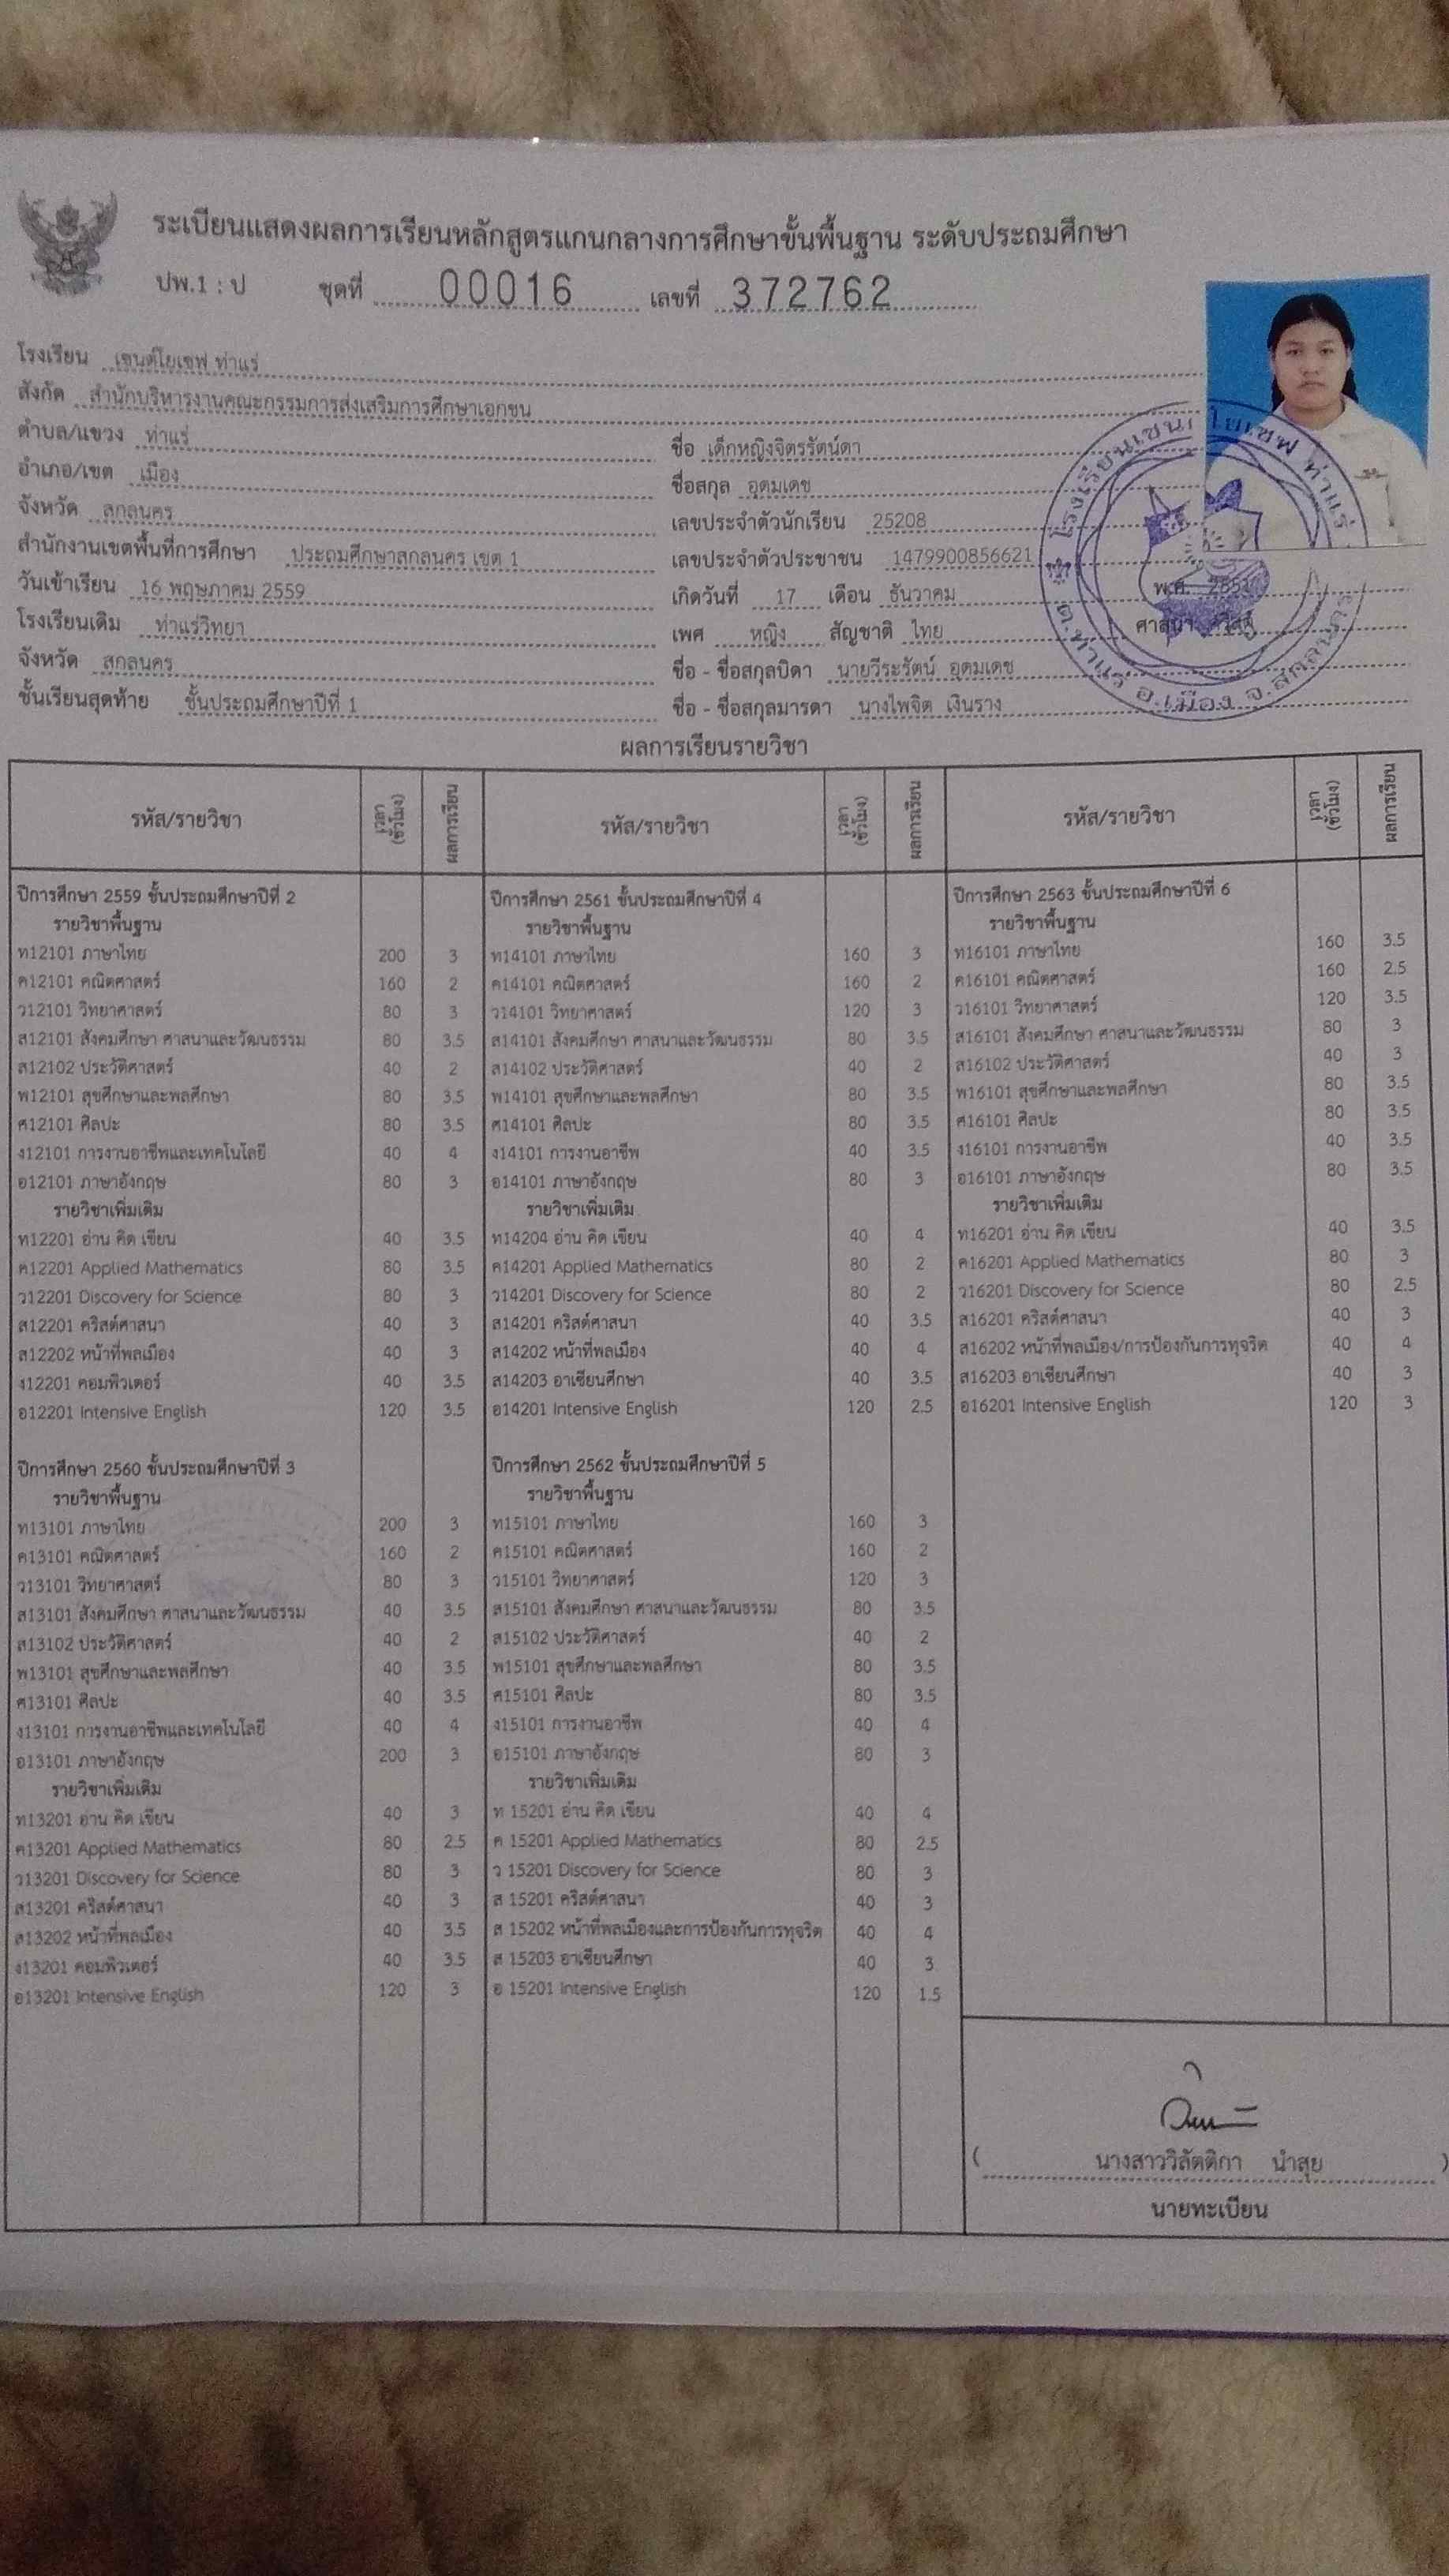 ระเบียนแสดงผลการเรียนหลักสูตรแกนกลางการศึกษาขั้นพื้นฐาน ระดับประถมศึกษา
ปพ.1 : ป ชุดที่ 00016 เลขที่ 372762
โรงเรียน เซนต์โยเซฟ ท่าแร่
สังกัด สำนักบริหารงานคณะกรรมการส่งเสริมการศึกษาเอกชน
ตำบล/แขวง ท่าแร่
อำเภอ/เขต เมือง
จังหวัด สกลนคร
สำนักงานเขตพื้นที่การศึกษา ประถมศึกษาสกลนคร เขต 1
วันเข้าเรียน 16 พฤษภาคม 2559
โรงเรียนเดิม ท่าแร่วิทยา
จังหวัด สกลนคร
ชั้นเรียนสุดท้าย ชั้นประถมศึกษาปีที่ 1
ชื่อ เด็กหญิงจิตรรัตน์ดา
ชื่อสกุล อุดมเดช
เลขประจำตัวนักเรียน 25208
เลขประจำตัวประชาชน 1479900856621
เกิดวันที่ 17 เดือน ธันวาคม พ.ศ. 2551
เพศ หญิง สัญชาติ ไทย ศาสนา คริสต์
ชื่อ - ชื่อสกุลบิดา นายวีระรัตน์ อุดมเดช
ชื่อ - ชื่อสกุลมารดา นางไพจิต เงินราง
โรงเรียนเซนต์โยเซฟ ท่าแร่
ต.ท่าแร่ อ.เมือง จ.สกลนคร
ผลการเรียนรายวิชา
รหัส/รายวิชา เวลา (ชั่วโมง) ผลการเรียน
ปีการศึกษา 2559 ชั้นประถมศึกษาปีที่ 2
รายวิชาพื้นฐาน
ท12101 ภาษาไทย 200 3
ค12101 คณิตศาสตร์ 160 2
ว12101 วิทยาศาสตร์ 80 3
ส12101 สังคมศึกษา ศาสนาและวัฒนธรรม 80 3.5
ส12102 ประวัติศาสตร์ 40 2
พ12101 สุขศึกษาและพลศึกษา 80 3.5
ศ12101 ศิลปะ 80 3.5
ง12101 การงานอาชีพและเทคโนโลยี 40 4
อ12101 ภาษาอังกฤษ 80 3
รายวิชาเพิ่มเติม
ท12201 อ่าน คิด เขียน 40 3.5
ค12201 Applied Mathematics 80 3.5
ว12201 Discovery for Science 80 3
ส12201 คริสต์ศาสนา 40 3
ส12202 หน้าที่พลเมือง 40 3
ง12201 คอมพิวเตอร์ 40 3.5
อ12201 Intensive English 120 3.5
ปีการศึกษา 2560 ชั้นประถมศึกษาปีที่ 3
รายวิชาพื้นฐาน
ท13101 ภาษาไทย 200 3
ค13101 คณิตศาสตร์ 160 2
ว13101 วิทยาศาสตร์ 80 3
ส13101 สังคมศึกษา ศาสนาและวัฒนธรรม 40 3.5
ส13102 ประวัติศาสตร์ 40 2
พ13101 สุขศึกษาและพลศึกษา 40 3.5
ศ13101 ศิลปะ 40 3.5
ง13101 การงานอาชีพและเทคโนโลยี 40 4
อ13101 ภาษาอังกฤษ 200 3
รายวิชาเพิ่มเติม
ท13201 อ่าน คิด เขียน 40 3
ค13201 Applied Mathematics 80 2.5
ว13201 Discovery for Science 80 3
ส13201 คริสต์ศาสนา 40 3
ส13202 หน้าที่พลเมือง 40 3.5
ง13201 คอมพิวเตอร์ 40 3.5
อ13201 Intensive English 120 3
รหัส/รายวิชา เวลา (ชั่วโมง) ผลการเรียน
ปีการศึกษา 2561 ชั้นประถมศึกษาปีที่ 4
รายวิชาพื้นฐาน
ท14101 ภาษาไทย 160 3
ค14101 คณิตศาสตร์ 160 2
ว14101 วิทยาศาสตร์ 120 3
ส14101 สังคมศึกษา ศาสนาและวัฒนธรรม 80 3.5
ส14102 ประวัติศาสตร์ 40 2
พ14101 สุขศึกษาและพลศึกษา 80 3.5
ศ14101 ศิลปะ 80 3.5
ง14101 การงานอาชีพ 40 3.5
อ14101 ภาษาอังกฤษ 80 3
รายวิชาเพิ่มเติม
ท14204 อ่าน คิด เขียน 40 4
ค14201 Applied Mathematics 80 2
ว14201 Discovery for Science 80 2
ส14201 คริสต์ศาสนา 40 3.5
ส14202 หน้าที่พลเมือง 40 4
ส14203 อาเซียนศึกษา 40 3.5
อ14201 Intensive English 120 2.5
ปีการศึกษา 2562 ชั้นประถมศึกษาปีที่ 5
รายวิชาพื้นฐาน
ท15101 ภาษาไทย 160 3
ค15101 คณิตศาสตร์ 160 2
ว15101 วิทยาศาสตร์ 120 3
ส15101 สังคมศึกษา ศาสนาและวัฒนธรรม 80 3.5
ส15102 ประวัติศาสตร์ 40 2
พ15101 สุขศึกษาและพลศึกษา 80 3.5
ศ15101 ศิลปะ 80 3.5
ง15101 การงานอาชีพ 40 4
อ15101 ภาษาอังกฤษ 80 3
รายวิชาเพิ่มเติม
ท 15201 อ่าน คิด เขียน 40 4
ค 15201 Applied Mathematics 80 2.5
ว 15201 Discovery for Science 80 3
ส 15201 คริสต์ศาสนา 40 3
ส 15202 หน้าที่พลเมืองและการป้องกันการทุจริต 40 4
ส 15203 อาเซียนศึกษา 40 3
อ 15201 Intensive English 120 1.5
รหัส/รายวิชา เวลา (ชั่วโมง) ผลการเรียน
ปีการศึกษา 2563 ชั้นประถมศึกษาปีที่ 6
รายวิชาพื้นฐาน
ท16101 ภาษาไทย 160 3.5
ค16101 คณิตศาสตร์ 160 2.5
ว16101 วิทยาศาสตร์ 120 3.5
ส16101 สังคมศึกษา ศาสนาและวัฒนธรรม 80 3
ส16102 ประวัติศาสตร์ 40 3
พ16101 สุขศึกษาและพลศึกษา 80 3.5
ศ16101 ศิลปะ 80 3.5
ง16101 การงานอาชีพ 40 3.5
อ16101 ภาษาอังกฤษ 80 3.5
รายวิชาเพิ่มเติม
ท16201 อ่าน คิด เขียน 40 3.5
ค16201 Applied Mathematics 80 3
ว16201 Discovery for Science 80 2.5
ส16201 คริสต์ศาสนา 40 3
ส16202 หน้าที่พลเมือง/การป้องกันการทุจริต 40 4
ส16203 อาเซียนศึกษา 40 3
อ16201 Intensive English 120 3
( นางสาววิลัตติกา นำสุย )
นายทะเบียน